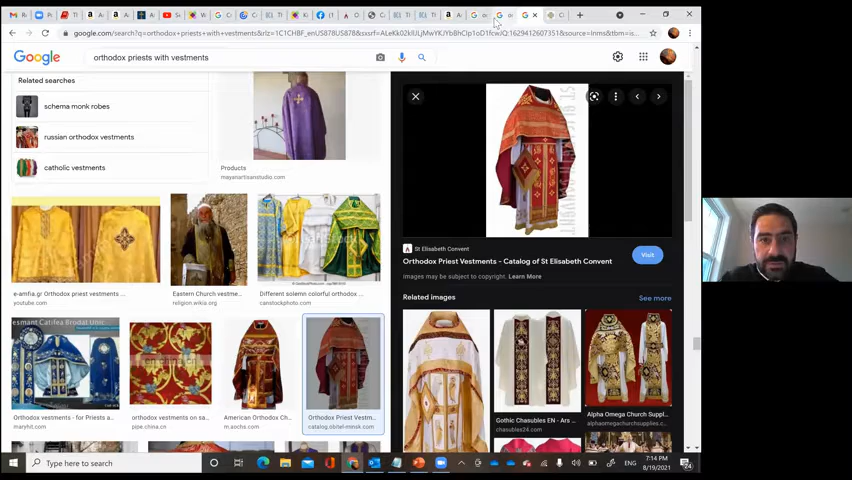 google.com/search?q=orthodox+priests+with+vestments&rlz=1C1CHBF_enUS878US878&
Google
orthodox priests with vestments
Related searches
schema monk robes
russian orthodox vestments
catholic vestments
Products
mayanartisanstudio.com
St Elisabeth Convent
Orthodox Priest Vestments - Catalog of St Elisabeth Convent
Visit
Images may be subject to copyright. Learn More
Related images
See more
e-amfia.gr Orthodox priest vestments ...
youtube.com
Eastern Church vestme...
religion.wikia.org
Different solemn colorful orthodox ...
canstockphoto.com
Orthodox vestments - for Priests a...
maryhit.com
orthodox vestments on sa...
pipe.china.cn
American Orthodox Ch...
m.aochs.com
Orthodox Priest Vestm...
catalog.obitel-minsk.com
Gothic Chasubles EN - Ars ...
chasubles24.com
Alpha Omega Church Suppl...
alphaomegachurchsupplies.c...
Type here to search
ENG
7:14 PM
8/19/2021